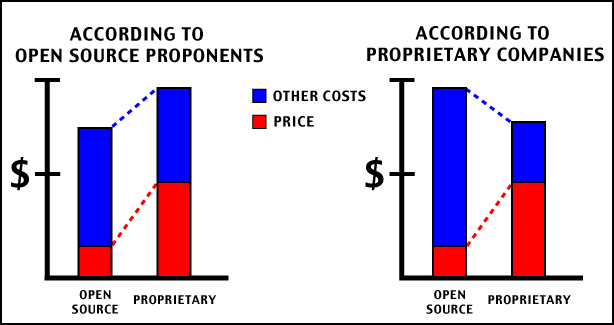 ACCORDING TO
OPEN SOURCE PROPONENTS
$
OPEN
SOURCE
PROPRIETARY
OTHER COSTS
PRICE
ACCORDING TO
PROPRIETARY COMPANIES
$
OPEN
SOURCE
PROPRIETARY